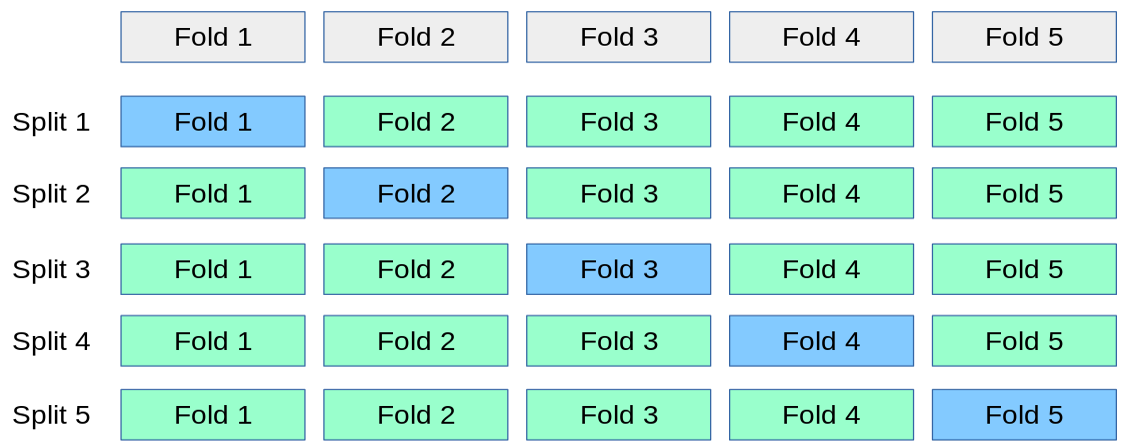 Fold 1 Fold 2 Fold 3 Fold 4 Fold 5
Split 1 Fold 1 Fold 2 Fold 3 Fold 4 Fold 5
Split 2 Fold 1 Fold 2 Fold 3 Fold 4 Fold 5
Split 3 Fold 1 Fold 2 Fold 3 Fold 4 Fold 5
Split 4 Fold 1 Fold 2 Fold 3 Fold 4 Fold 5
Split 5 Fold 1 Fold 2 Fold 3 Fold 4 Fold 5